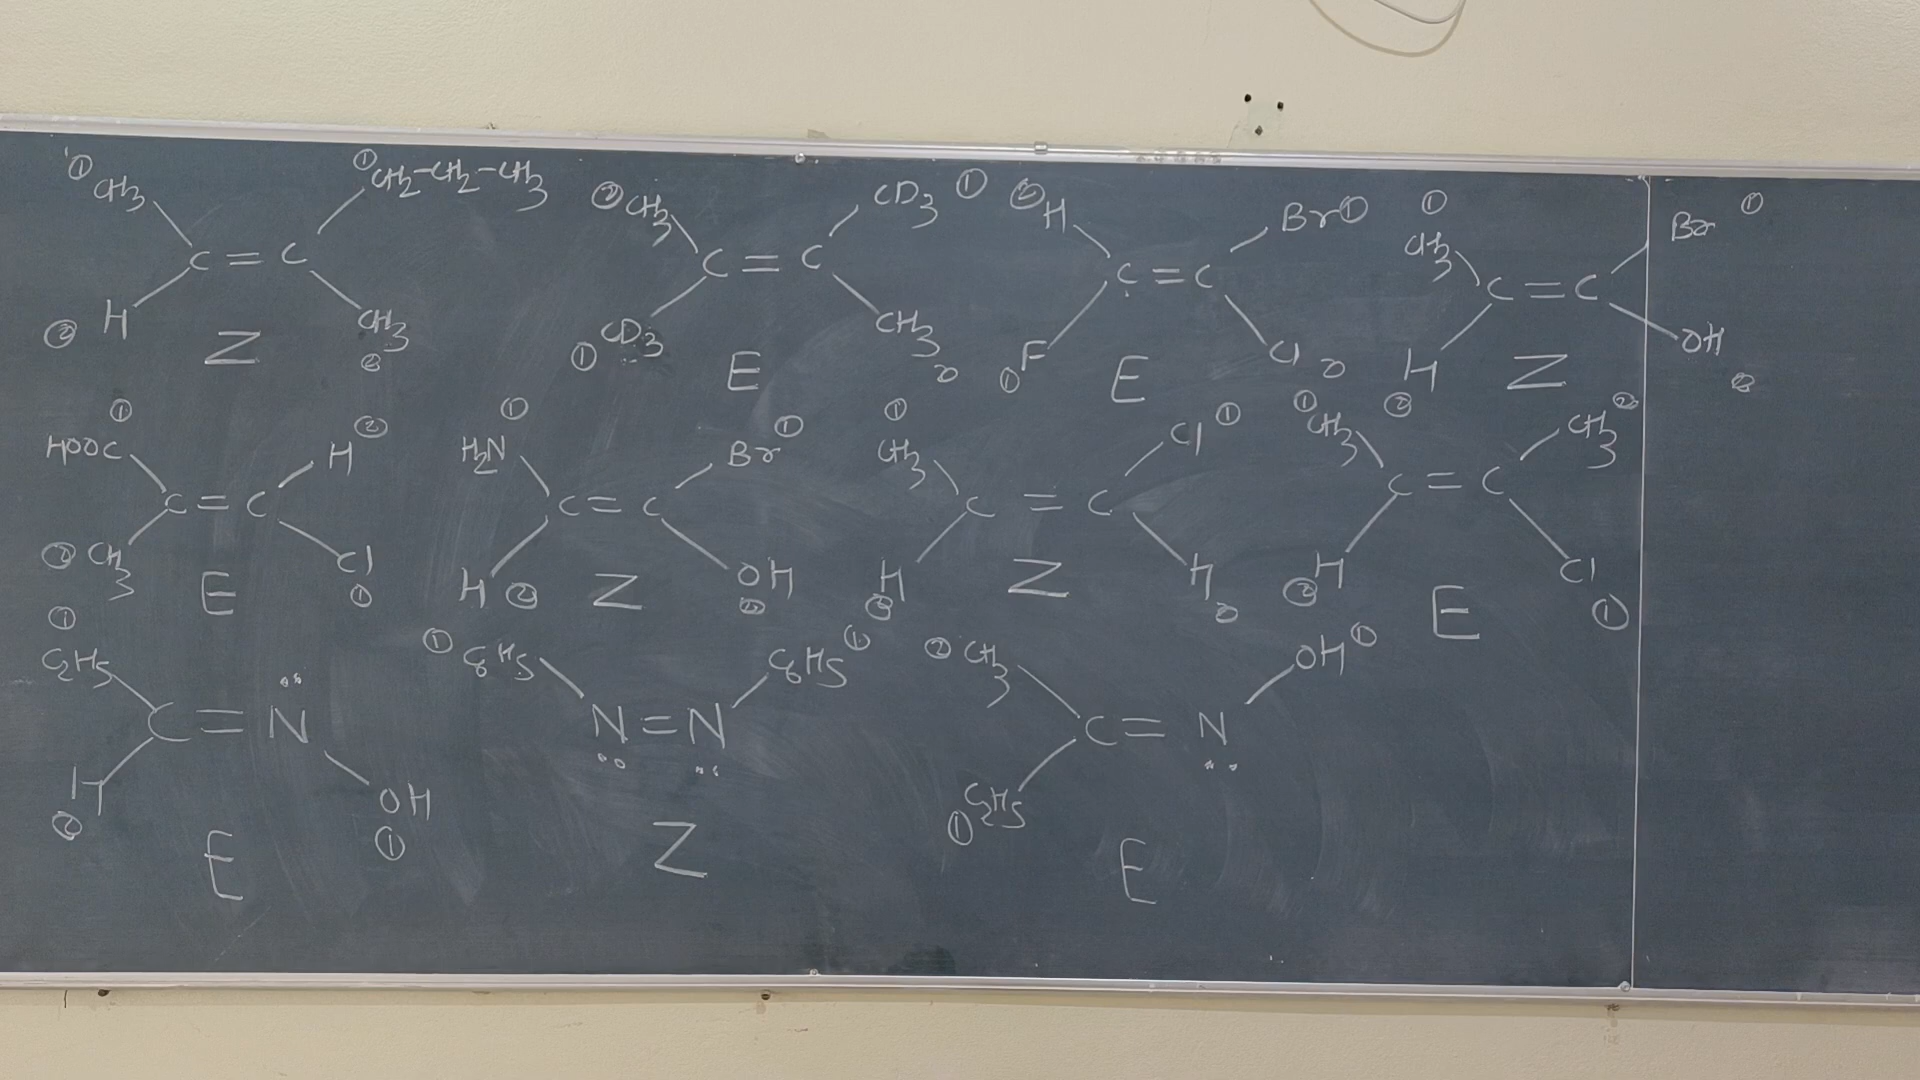 ① CH3 ① CH2-CH2-CH3
C = C
② H CH3 ②
Z
② CH3 CD3 ①
C = C
① CD3 CH3 2
E
② H Br ①
C = C
① F Cl 2
E
① CH3 Br ①
C = C
② H OH ②
Z
① HOOC H ②
C = C
② CH3 Cl ①
E
① H2N Br ①
C = C
H ② OH ②
Z
① CH3 Cl ①
C = C
H ② H 2
Z
① CH3 CH3 ②
C = C
② H Cl ①
E
① C2H5 ..
C = N
H ② OH ①
E
① C6H5 C6H5 ①
N = N
.. ..
Z
② CH3 OH ①
C = N
① C2H5 ..
E